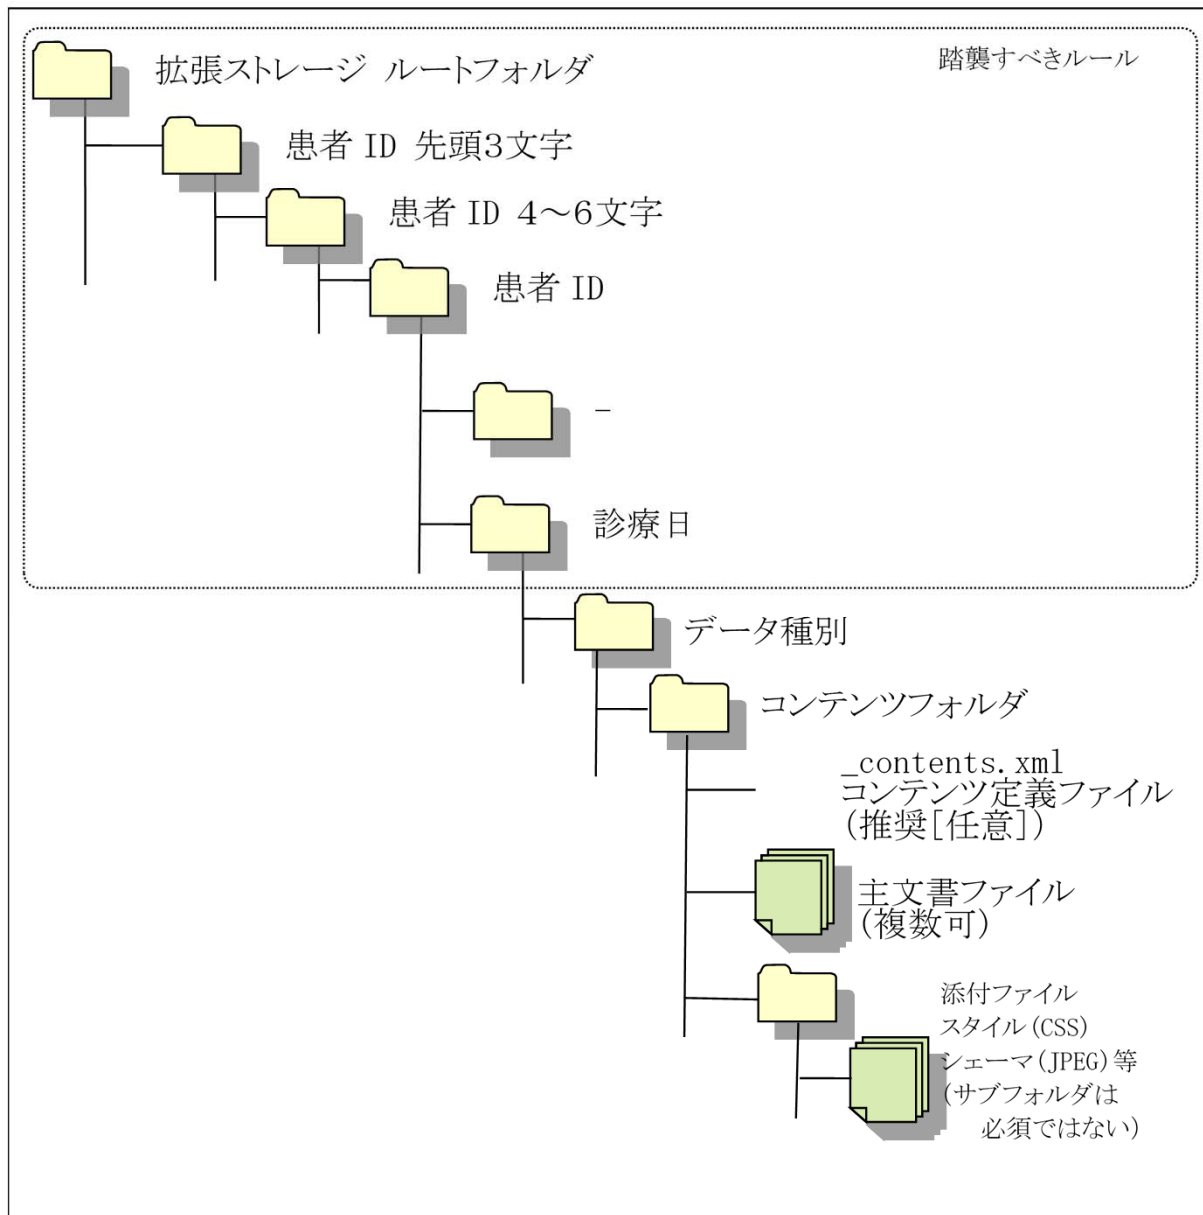 踏襲すべきルール
拡張ストレージ ルートフォルダ
患者 ID 先頭3文字
患者 ID 4～6文字
患者 ID
-
診療日
データ種別
コンテンツフォルダ
_contents.xml
コンテンツ定義ファイル
(推奨[任意])
主文書ファイル
(複数可)
添付ファイル
スタイル(CSS)
シェーマ(JPEG)等
(サブフォルダは
必須ではない)